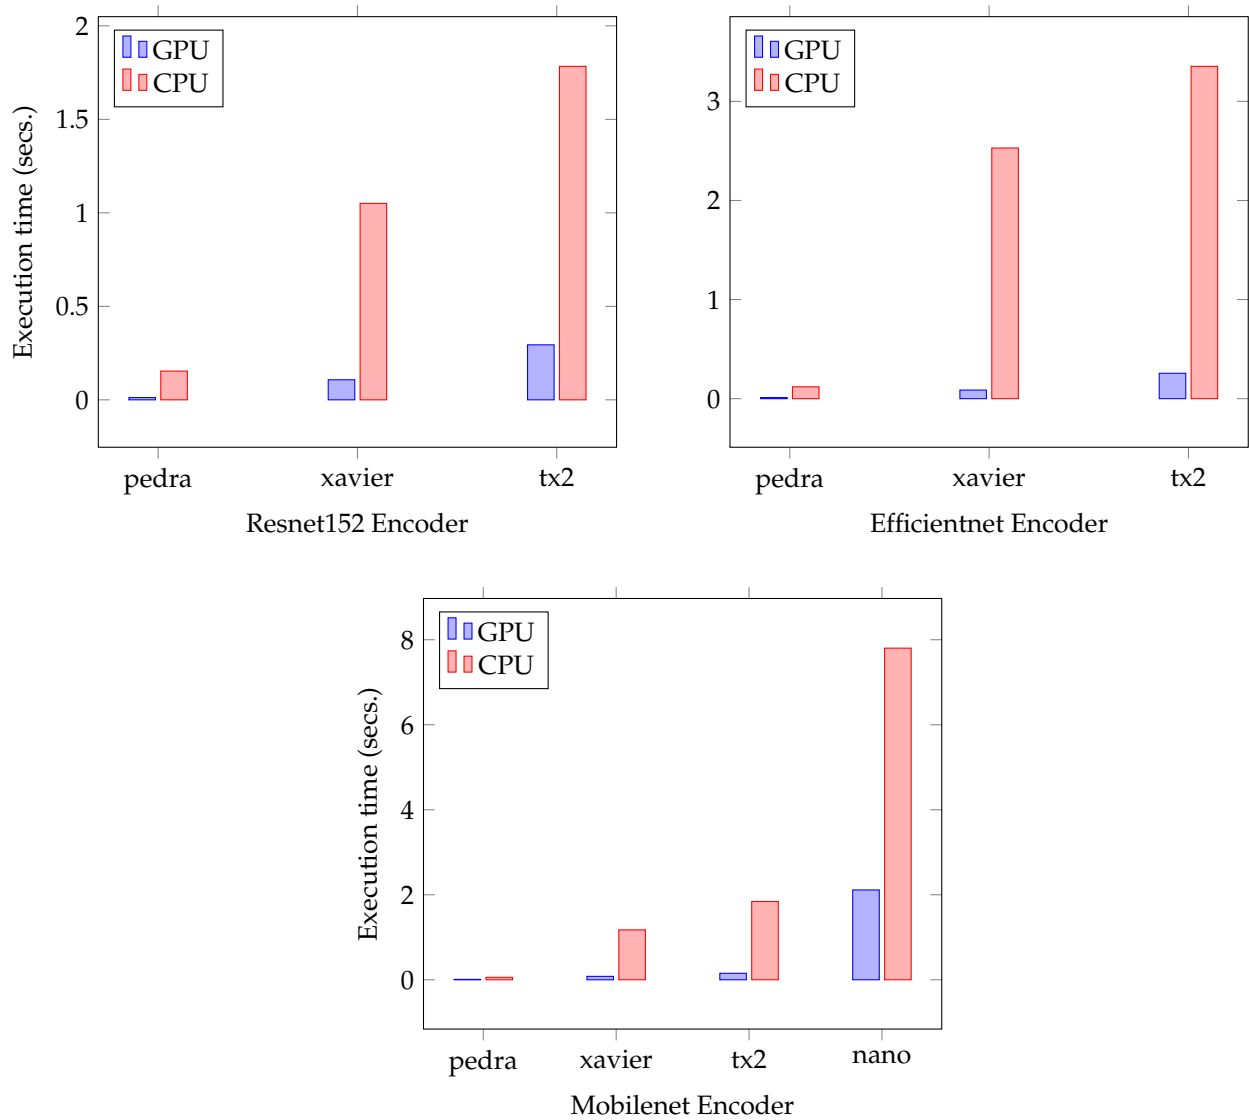 2
1.5
1
0.5
0
Execution time (secs.)
GPU
CPU
pedra
xavier
tx2
Resnet152 Encoder
3
2
1
0
GPU
CPU
pedra
xavier
tx2
Efficientnet Encoder
8
6
4
2
0
Execution time (secs.)
GPU
CPU
pedra
xavier
tx2
nano
Mobilenet Encoder